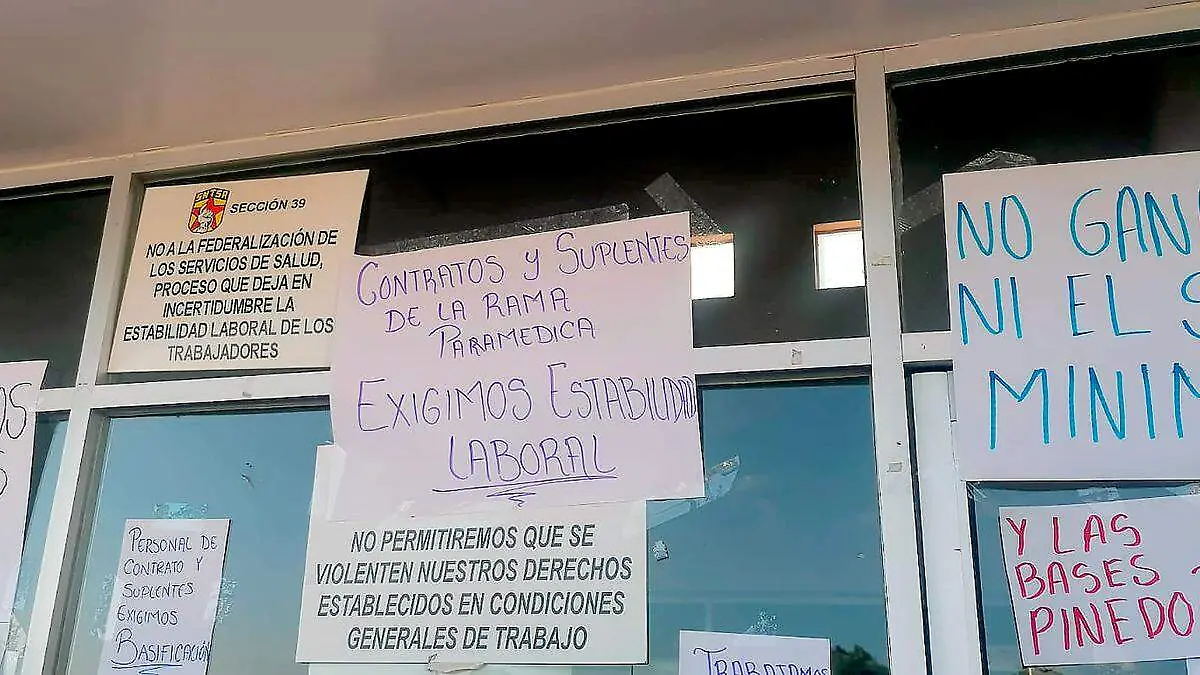 SNTSA
SECCIÓN 39
NO A LA FEDERALIZACIÓN DE
LOS SERVICIOS DE SALUD,
PROCESO QUE DEJA EN
INCERTIDUMBRE LA
ESTABILIDAD LABORAL DE LOS
TRABAJADORES
CONTRATOS Y SUPLENTES
DE LA RAMA
PARAMEDICA
EXIGIMOS ESTABILIDAD
LABORAL
NO PERMITIREMOS QUE SE
VIOLENTEN NUESTROS DERECHOS
ESTABLECIDOS EN CONDICIONES
GENERALES DE TRABAJO
PERSONAL DE
CONTRATO Y
SUPLENTES
EXIGIMOS
BASIFICACIÓN
TRABATAMOS
NO GAN
NI EL S
MINIM
Y LAS
BASES
PINEDO